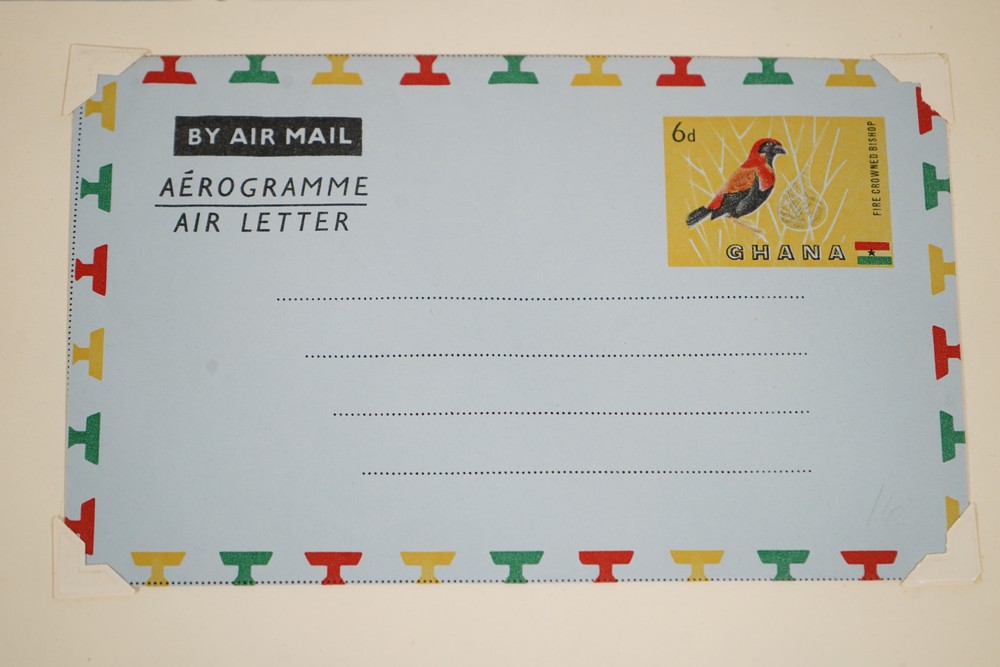 BY AIR MAIL
AÉROGRAMME
AIR LETTER
6d
FIRE CROWNED BISHOP
GHANA